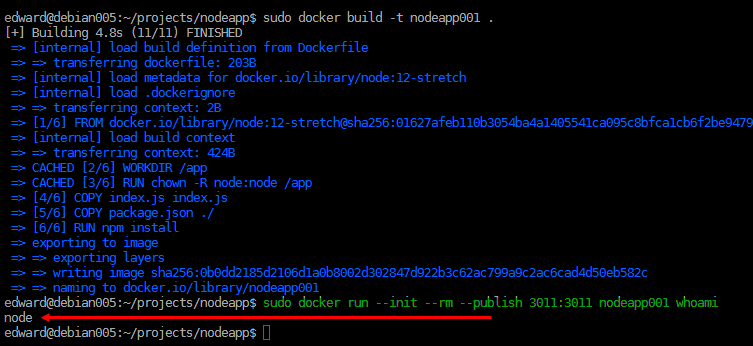 edward@debian005:~/projects/nodeapp$ sudo docker build -t nodeapp001 .
[+] Building 4.8s (11/11) FINISHED
=> [internal] load build definition from Dockerfile
=> => transferring dockerfile: 203B
=> [internal] load metadata for docker.io/library/node:12-stretch
=> [internal] load .dockerignore
=> => transferring context: 2B
=> [1/6] FROM docker.io/library/node:12-stretch@sha256:01627afeb110b3054ba4a1405541ca095c8bfca1cb6f2be9479
=> [internal] load build context
=> => transferring context: 424B
=> CACHED [2/6] WORKDIR /app
=> CACHED [3/6] RUN chown -R node:node /app
=> [4/6] COPY index.js index.js
=> [5/6] COPY package.json ./
=> [6/6] RUN npm install
=> exporting to image
=> => exporting layers
=> => writing image sha256:0b0dd2185d2106d1a0b8002d302847d922b3c62ac799a9c2ac6cad4d50eb582c
=> => naming to docker.io/library/nodeapp001
edward@debian005:~/projects/nodeapp$ sudo docker run --init --rm --publish 3011:3011 nodeapp001 whoami
node
edward@debian005:~/projects/nodeapp$